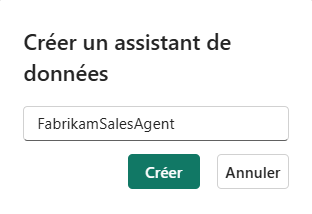 Créer un assistant de
données
FabrikamSalesAgent
Créer
Annuler